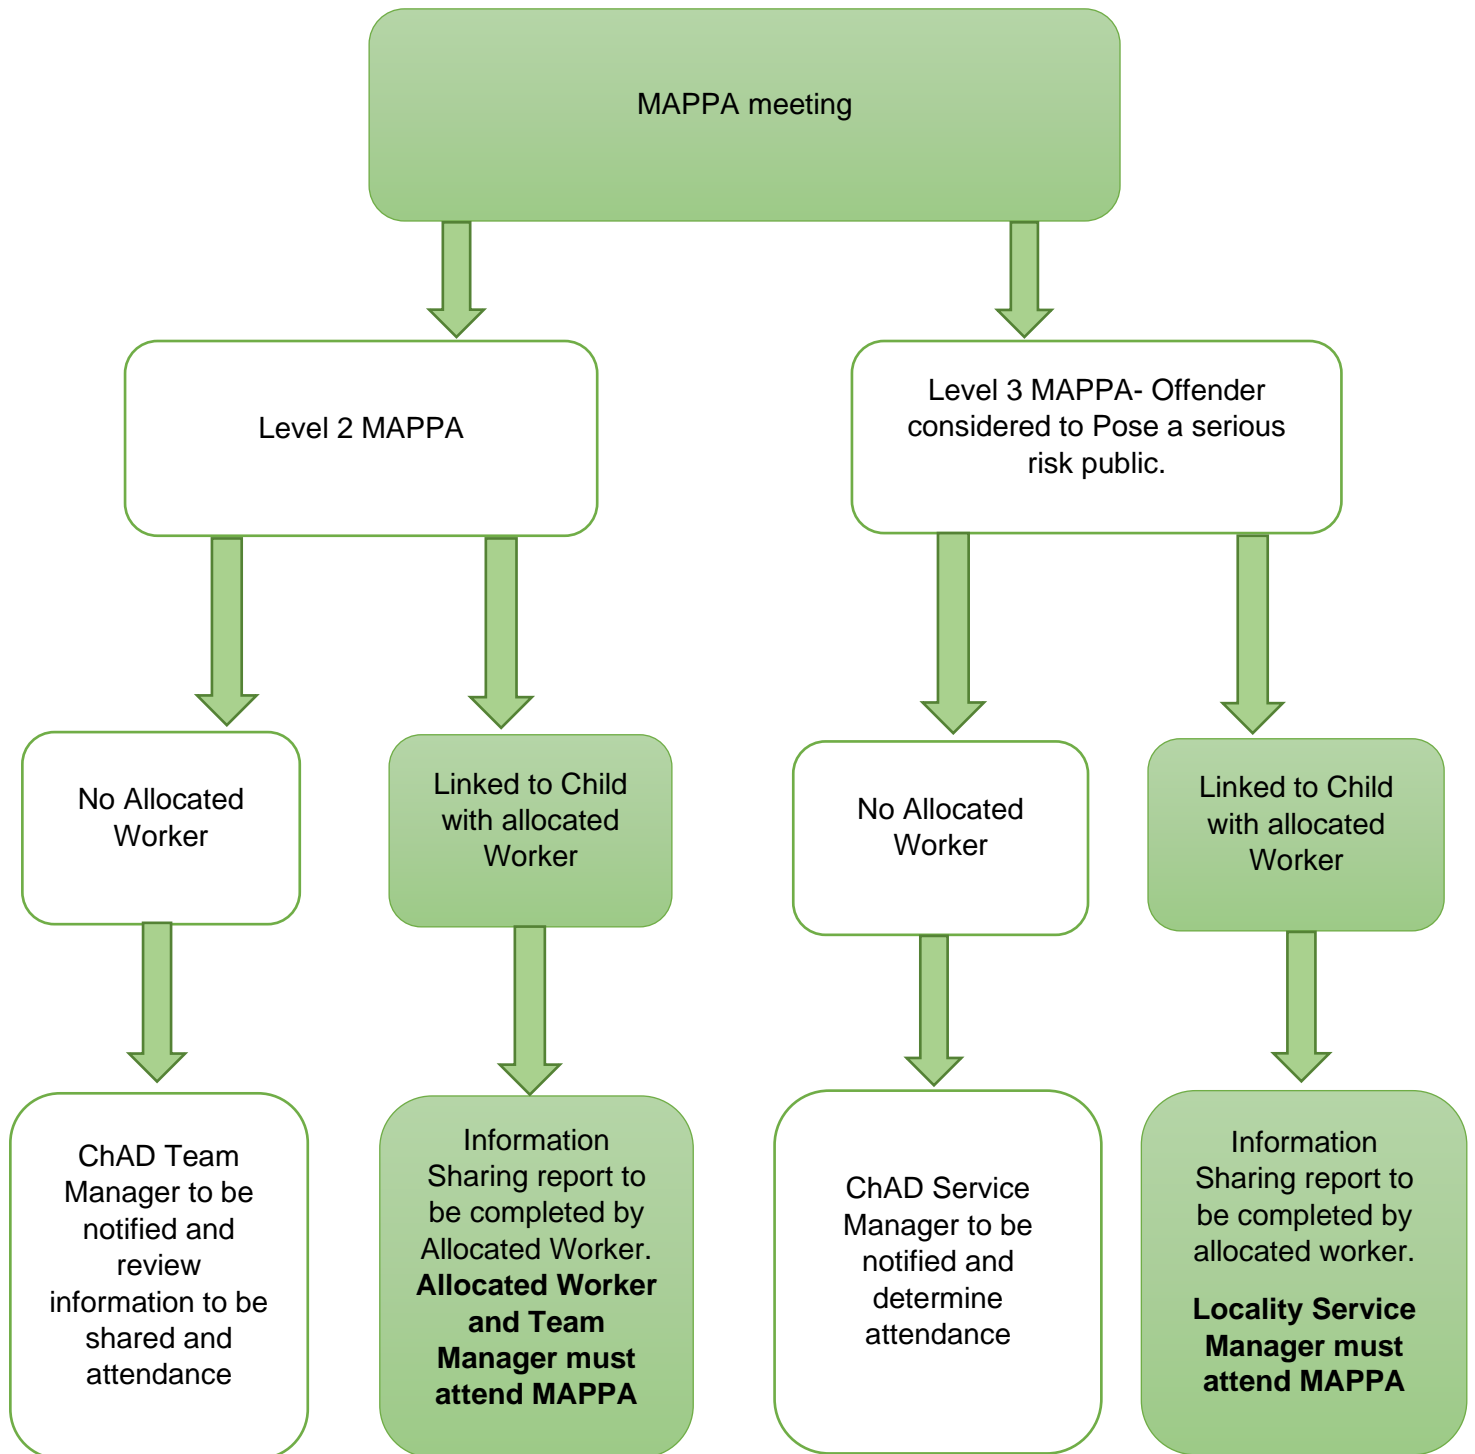 MAPPA meeting
Level 2 MAPPA
Level 3 MAPPA- Offender
considered to Pose a serious
risk public.
No Allocated
Worker
Linked to Child
with allocated
Worker
No Allocated
Worker
Linked to Child
with allocated
Worker
ChAD Team
Manager to be
notified and
review
information to be
shared and
attendance
Information
Sharing report to
be completed by
Allocated Worker.
Allocated Worker
and Team
Manager must
attend MAPPA
ChAD Service
Manager to be
notified and
determine
attendance
Information
Sharing report to
be completed by
allocated worker.
Locality Service
Manager must
attend MAPPA